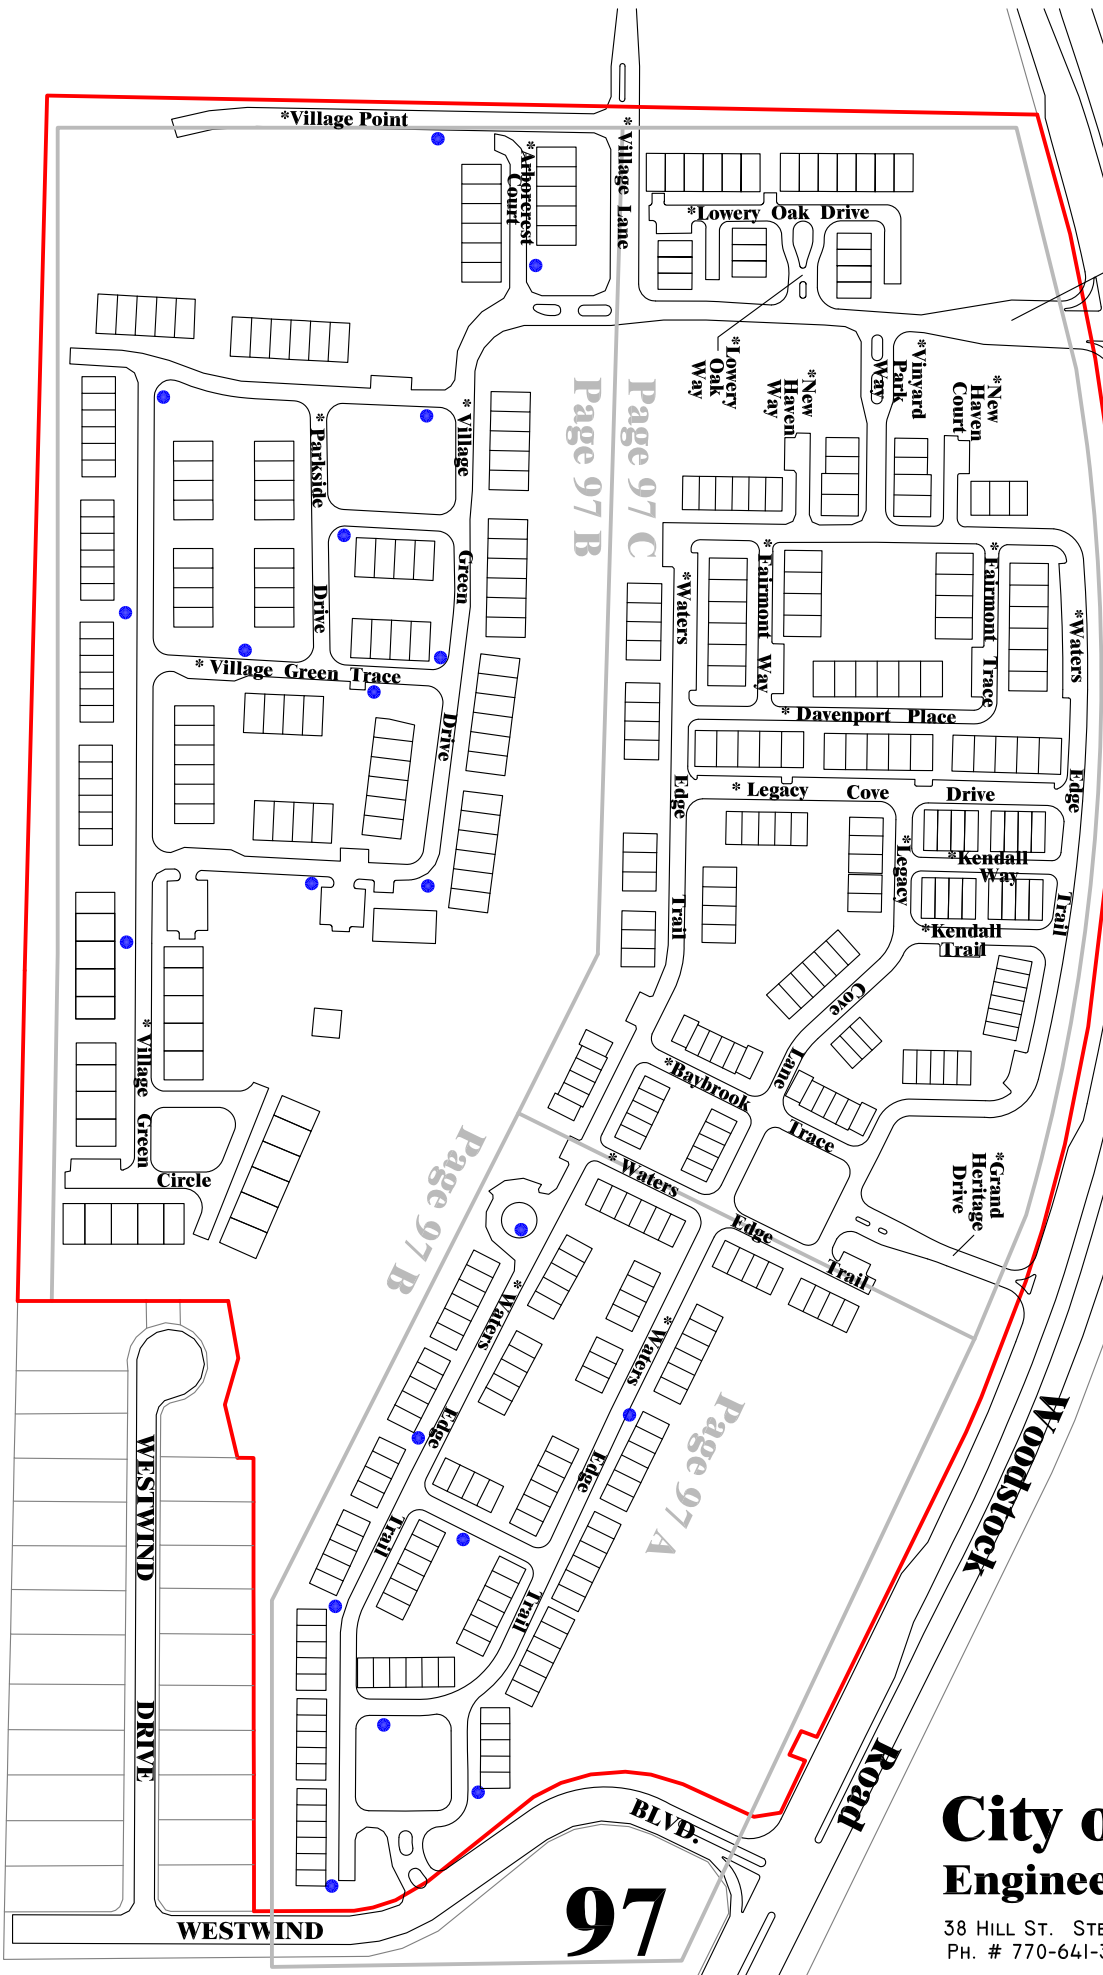 *Village Point
*Arborcrest
Court
* Village Lane
*Lowery Oak Drive
*Lowery
Oak
Way
*New
Haven
Way
*Vinyard
Park
Way
*New
Haven
Court
Page 97 B
Page 97 C
* Parkside
Drive
* Village
Green
Drive
* Village Green Trace
*Waters
Edge
Trail
* Fairmont Way
* Fairmont Trace
*Waters
Edge
Trail
* Davenport Place
* Legacy Cove Drive
*Legacy
Cove
Lane
*Kendall
Way
*Kendall
Trail
*Baybrook
Trace
* Village
Green
Circle
Page 97 B
* Waters
Edge
Trail
*Grand
Heritage
Drive
* Waters
Edge
Trail
* Waters
Edge
Trail
Page 97 A
Woodstock
Road
WESTWIND
DRIVE
WESTWIND
BLVD.
97
City o
Enginee
38 HILL ST. STE
PH. # 770-641-3